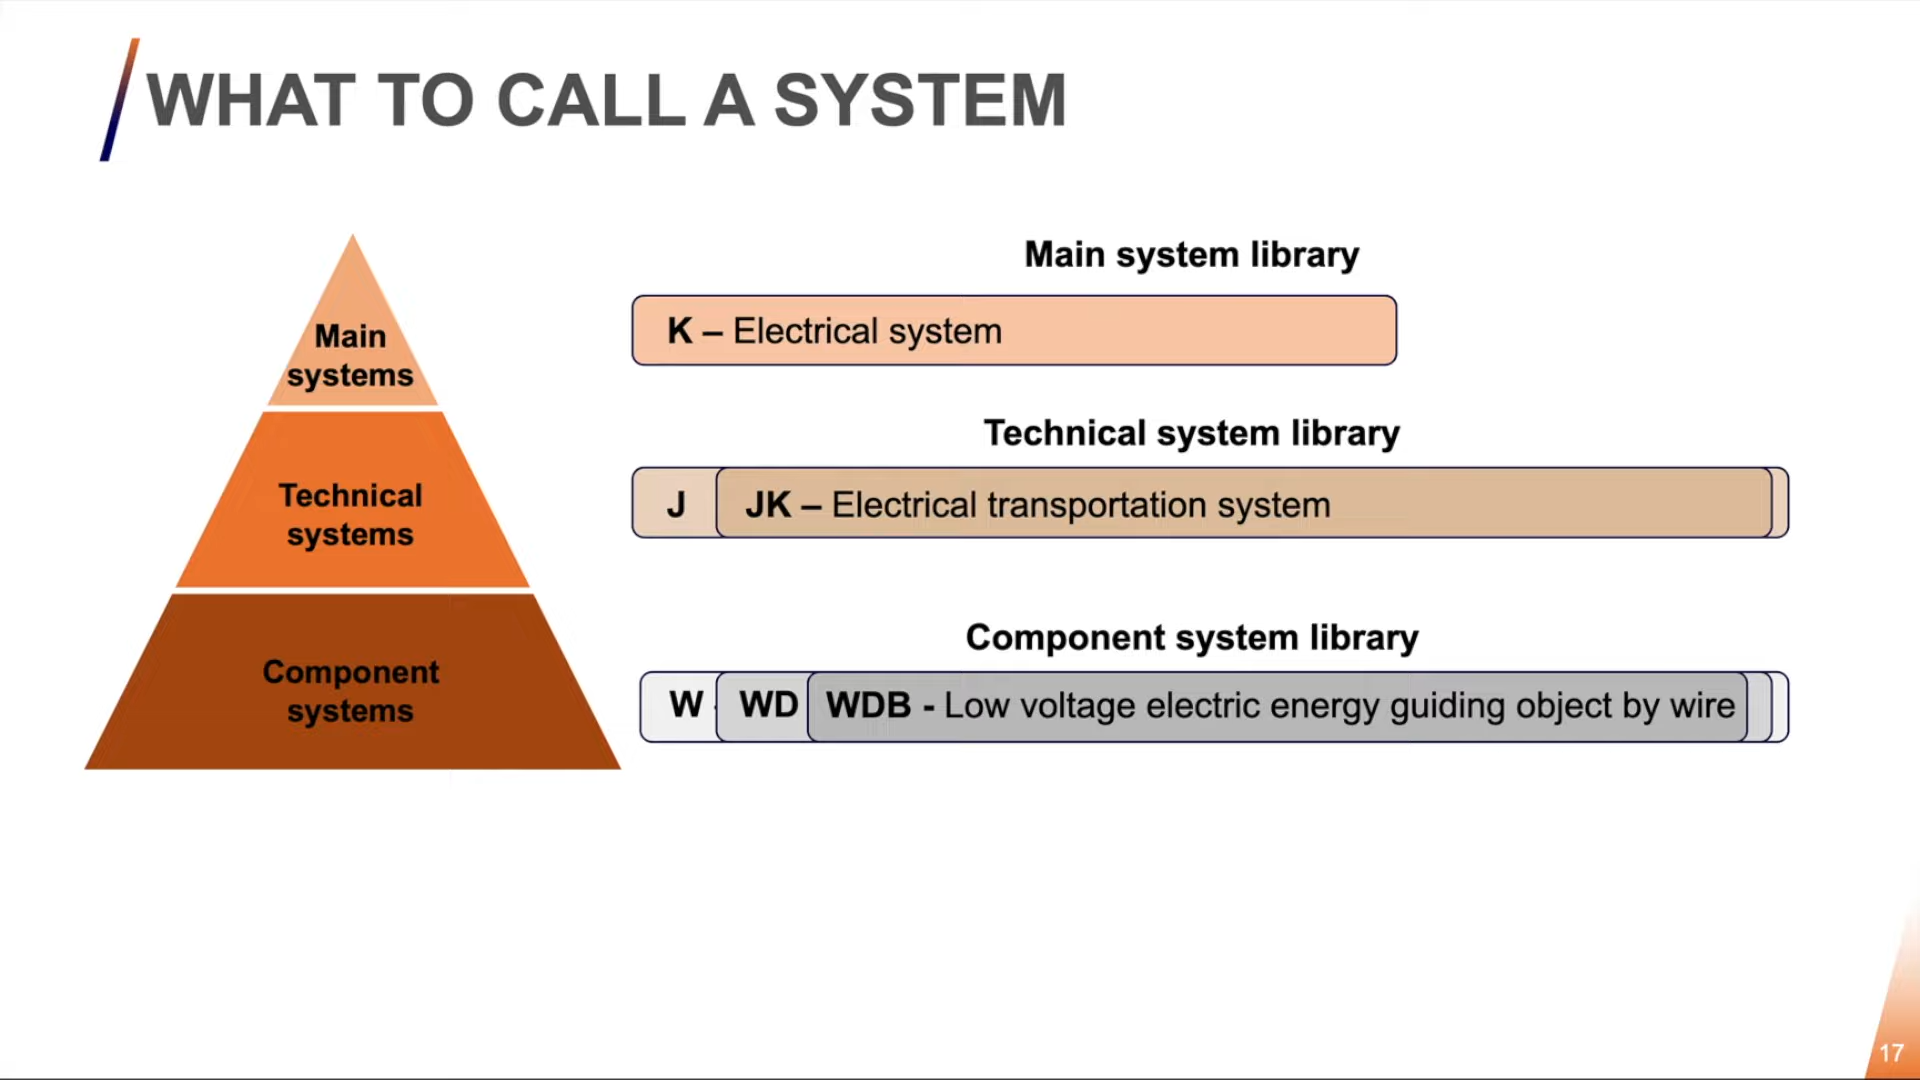 WHAT TO CALL A SYSTEM
Main
systems
Technical
systems
Component
systems
Main system library
K – Electrical system
Technical system library
J JK – Electrical transportation system
Component system library
W WD WDB - Low voltage electric energy guiding object by wire
17